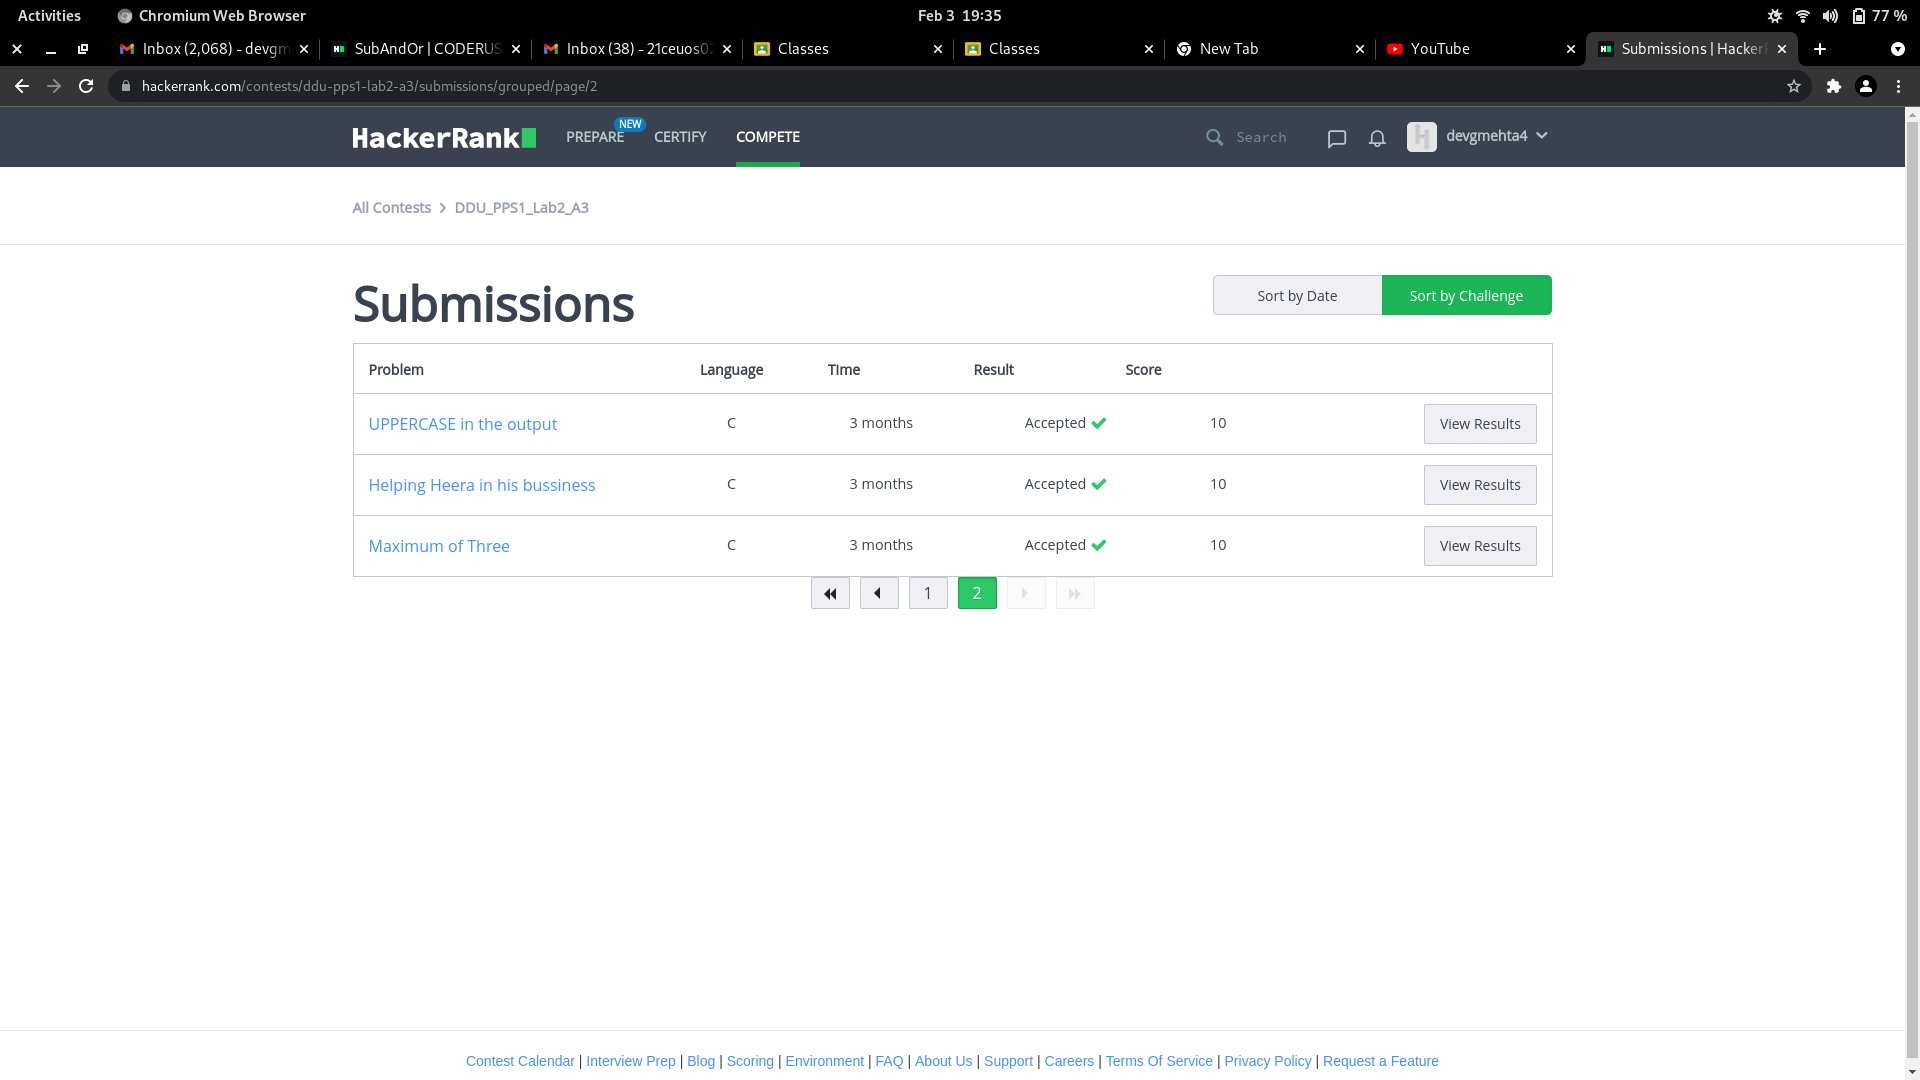 Activities Chromium Web Browser Feb 3 19:35 77 %
Inbox (2,068) - devgm SubAndOr | CODERUS Inbox (38) - 21ceuos02 Classes Classes New Tab YouTube Submissions | HackerR
hackerrank.com/contests/ddu-pps1-lab2-a3/submissions/grouped/page/2
HackerRank PREPARE NEW CERTIFY COMPETE Search H devgmehta4
All Contests DDU_PPS1_Lab2_A3
Submissions Sort by Date Sort by Challenge
Problem Language Time Result Score
UPPERCASE in the output C 3 months Accepted 10 View Results
Helping Heera in his bussiness C 3 months Accepted 10 View Results
Maximum of Three C 3 months Accepted 10 View Results
1 2
Contest Calendar | Interview Prep | Blog | Scoring | Environment | FAQ | About Us | Support | Careers | Terms Of Service | Privacy Policy | Request a Feature